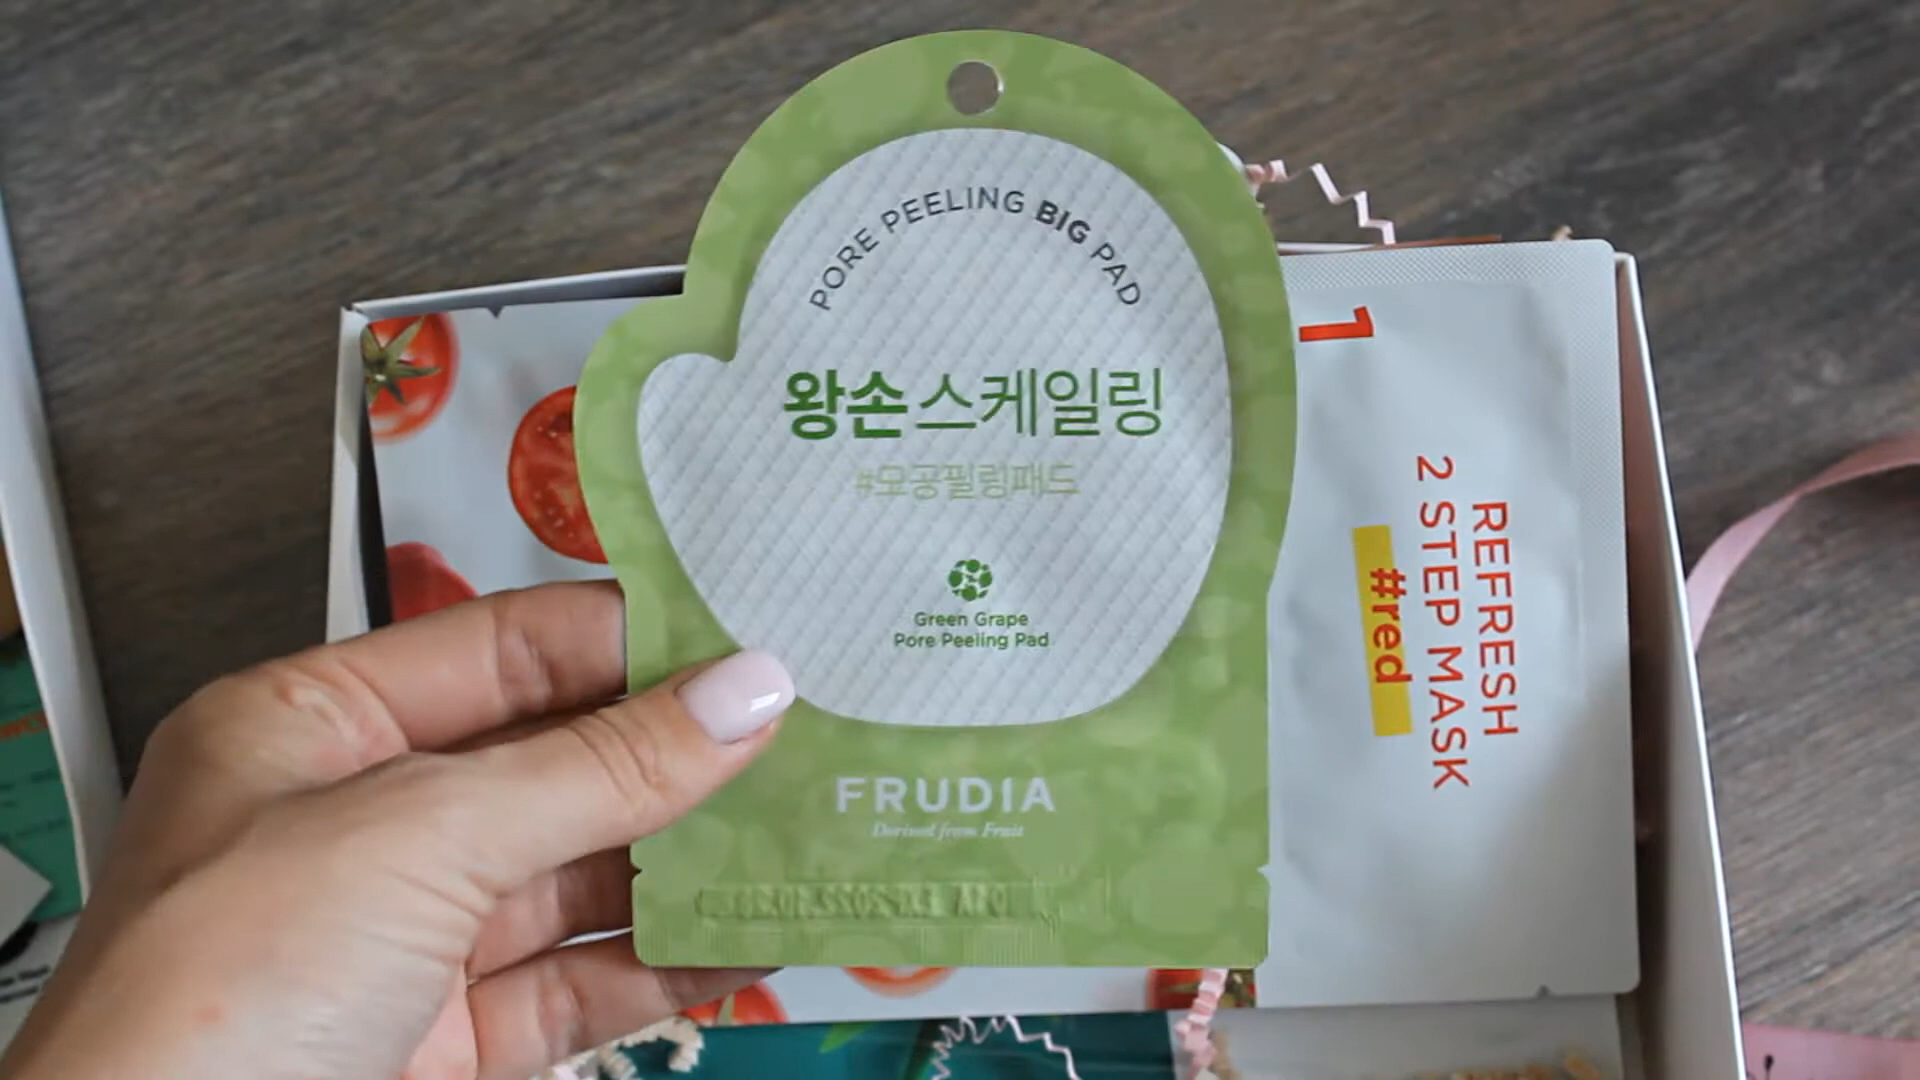 PORE PEELING BIG PAD
왕손스케일링
#모공필링패드
Green Grape
Pore Peeling Pad
FRUDIA
Derived from Fruit
1
REFRESH
2 STEP MASK
#red